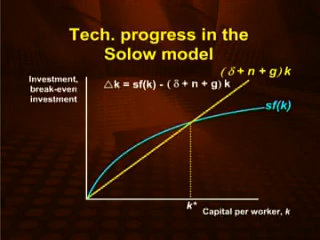 Tech. progress in the
Solow model
(δ + n + g) k
Investment,
break-even
investment
△k = sf(k) - (δ + n + g) k
sf(k)
k*
Capital per worker, k